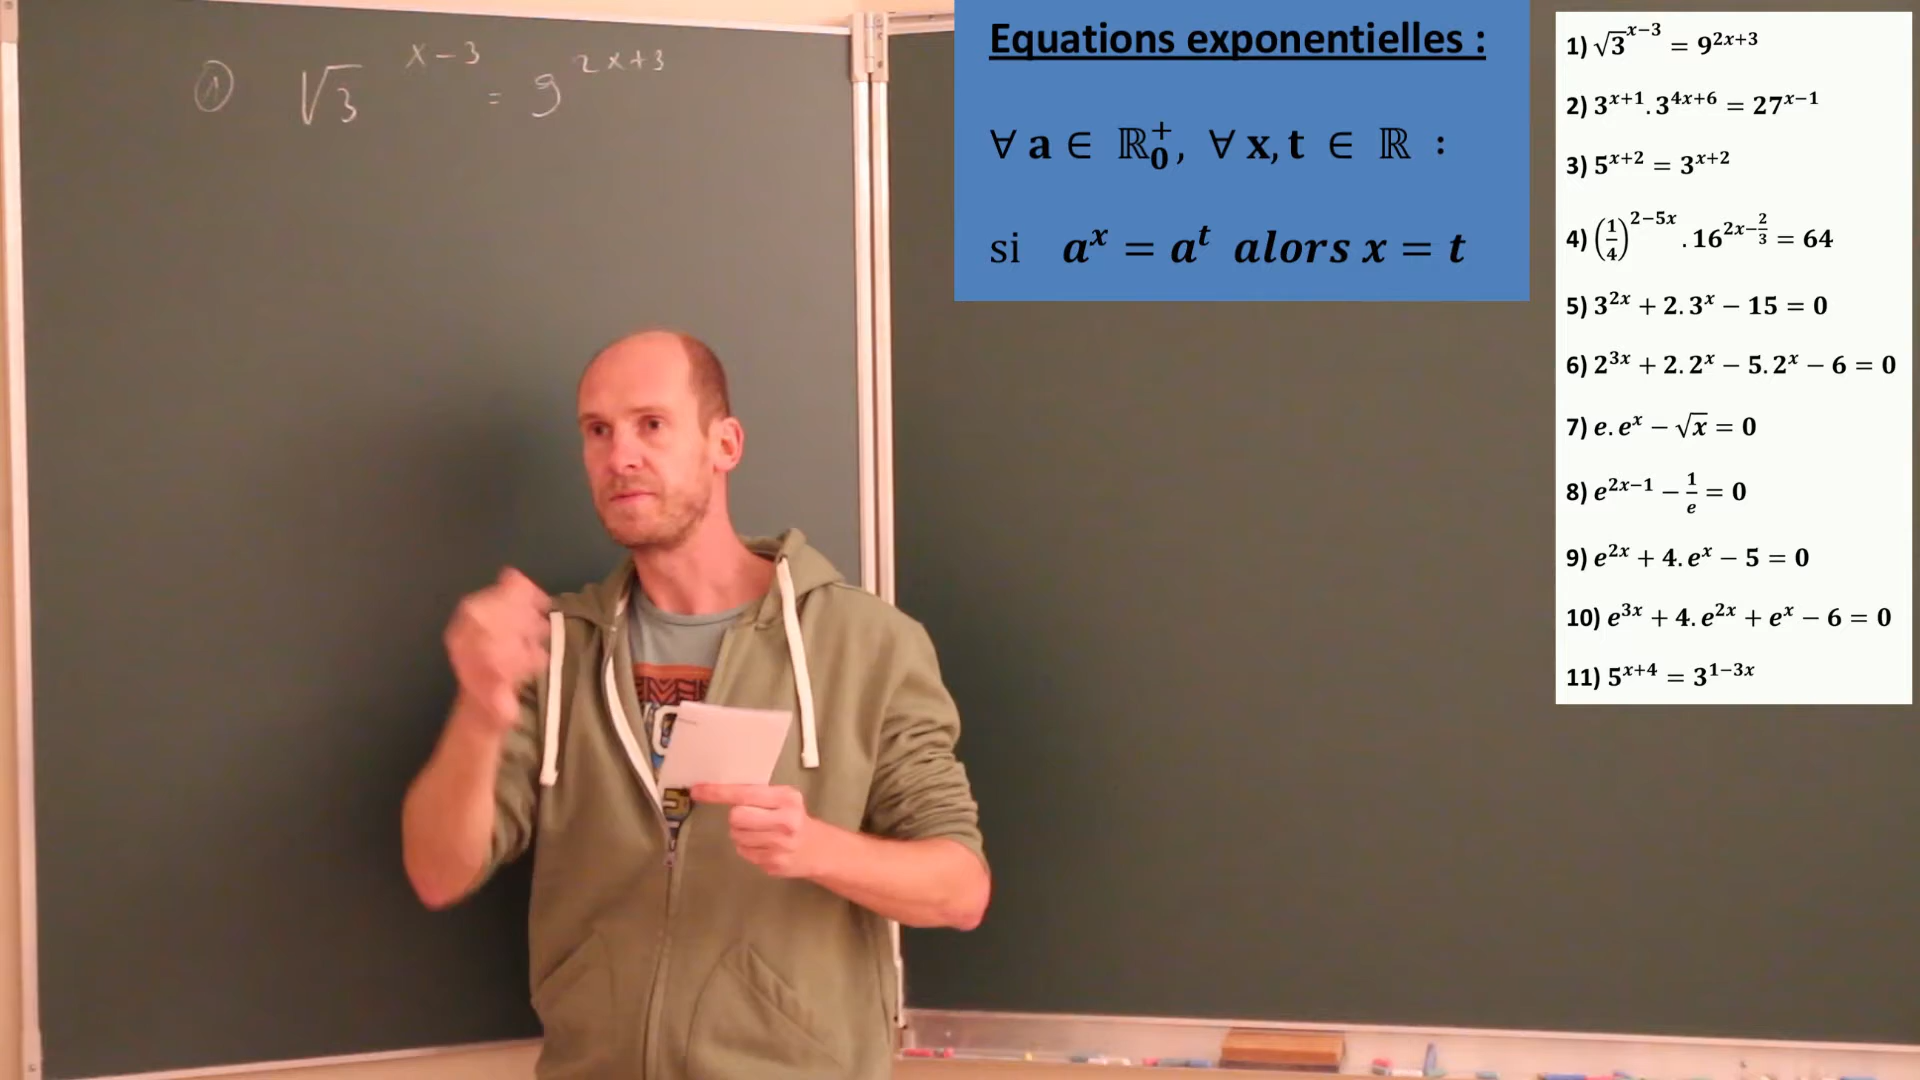 ① √3^{x-3} = 9^{2x+3}
Equations exponentielles :
∀ a ∈ ℝ₀⁺, ∀ x, t ∈ ℝ :
si aˣ = aᵗ alors x = t
1) √3^{x−3} = 9^{2x+3}
2) 3^{x+1}. 3^{4x+6} = 27^{x−1}
3) 5^{x+2} = 3^{x+2}
4) (1/4)^{2−5x} . 16^{2x−2/3} = 64
5) 3^{2x} + 2. 3^x − 15 = 0
6) 2^{3x} + 2. 2^x − 5. 2^x − 6 = 0
7) e. e^x − √x = 0
8) e^{2x−1} − 1/e = 0
9) e^{2x} + 4. e^x − 5 = 0
10) e^{3x} + 4. e^{2x} + e^x − 6 = 0
11) 5^{x+4} = 3^{1−3x}